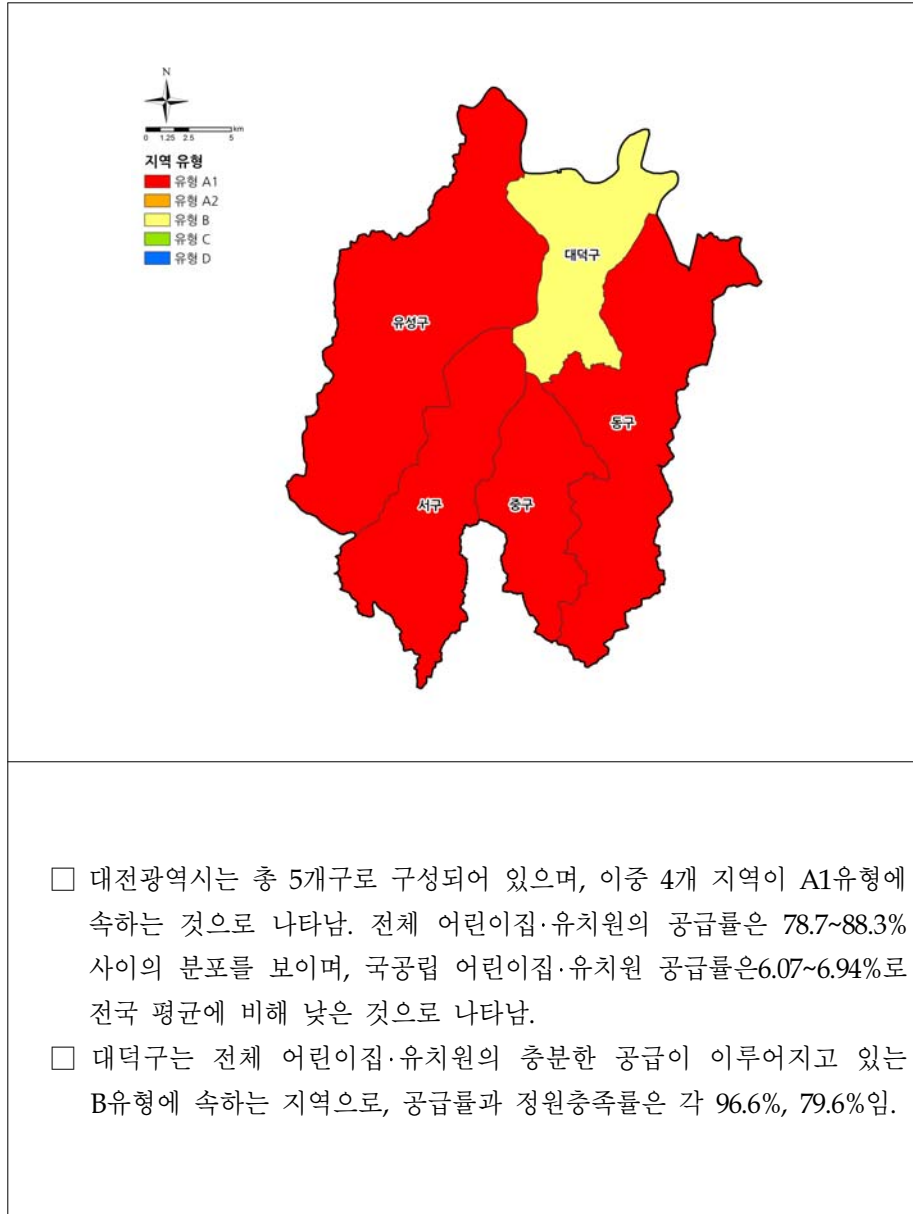 N
km
0 1.25 2.5 5
지역 유형
유형 A1
유형 A2
유형 B
유형 C
유형 D
대덕구
유성구
동구
서구
중구
□ 대전광역시는 총 5개구로 구성되어 있으며, 이중 4개 지역이 A1유형에
속하는 것으로 나타남. 전체 어린이집·유치원의 공급률은 78.7~88.3%
사이의 분포를 보이며, 국공립 어린이집·유치원 공급률은6.07~6.94%로
전국 평균에 비해 낮은 것으로 나타남.
□ 대덕구는 전체 어린이집·유치원의 충분한 공급이 이루어지고 있는
B유형에 속하는 지역으로, 공급률과 정원충족률은 각 96.6%, 79.6%임.